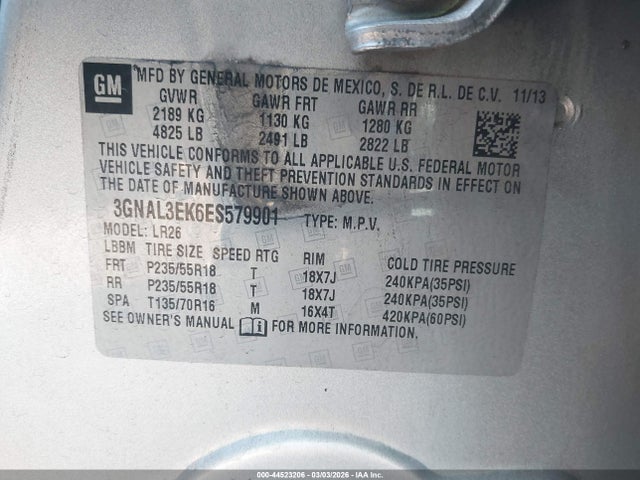 GM
MFD BY GENERAL MOTORS DE MEXICO, S. DE R.L. DE C.V. 11/13
GVWR GAWR FRT GAWR RR
2189 KG 1130 KG 1280 KG
4825 LB 2491 LB 2822 LB
THIS VEHICLE CONFORMS TO ALL APPLICABLE U.S. FEDERAL MOTOR
VEHICLE SAFETY AND THEFT PREVENTION STANDARDS IN EFFECT ON
THE DATE OF MANUFACTURE SHOWN ABOVE.
3GNAL3EK6ES579901 TYPE: M.P.V.
MODEL: LR26
LBBM TIRE SIZE SPEED RTG RIM COLD TIRE PRESSURE
FRT P235/55R18 T 18X7J 240KPA(35PSI)
RR P235/55R18 T 18X7J 240KPA(35PSI)
SPA T135/70R16 M 16X4T 420KPA(60PSI)
SEE OWNER'S MANUAL i FOR MORE INFORMATION.
000-44523206 - 03/03/2026 - IAA Inc.